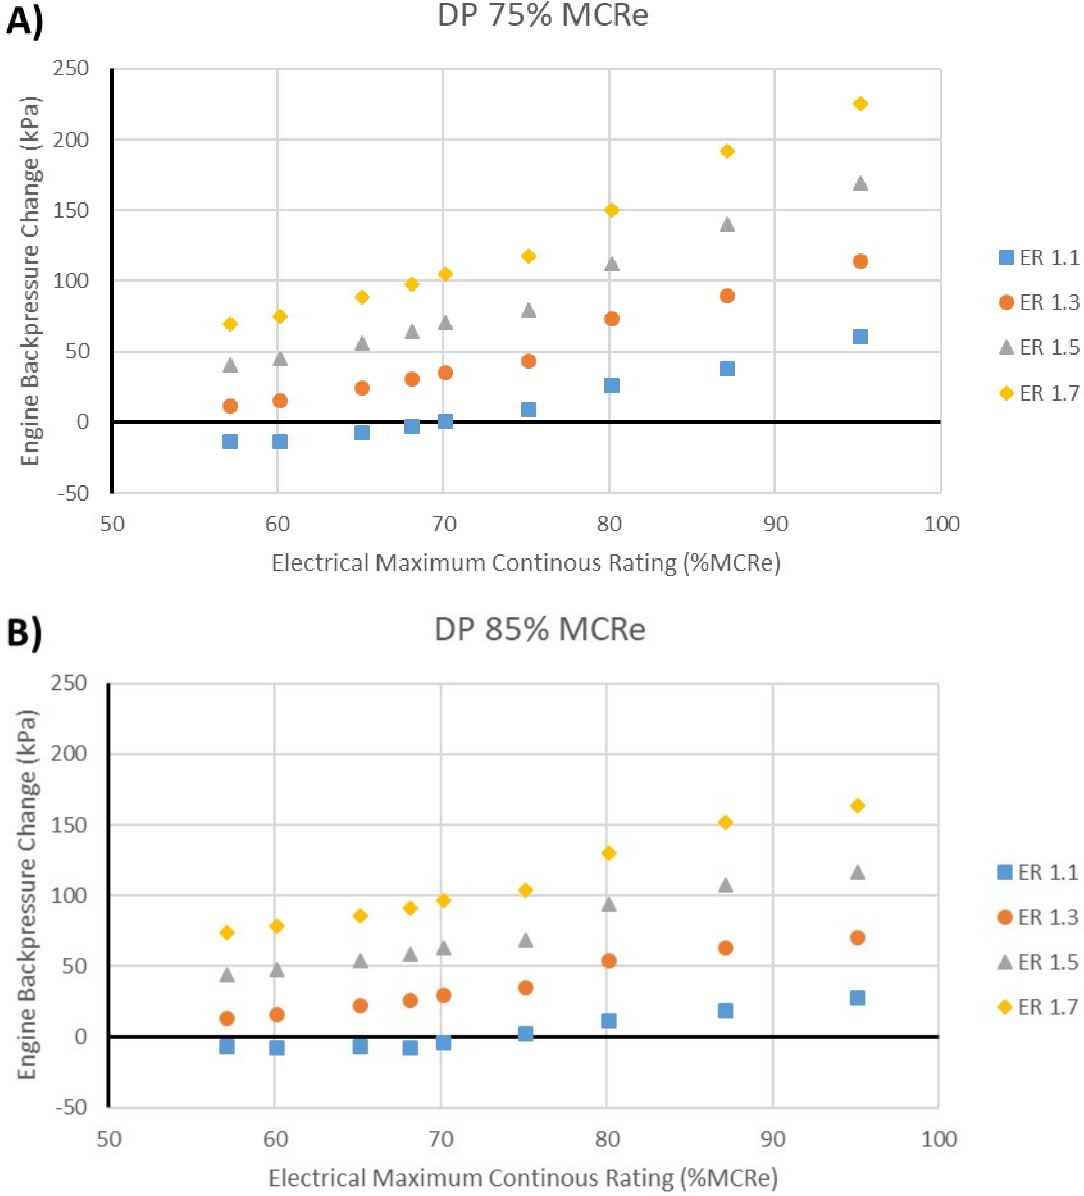 A)
DP 75% MCRe
250
200
150
100
50
0
-50
Engine Backpressure Change (kPa)
50 60 70 80 90 100
Electrical Maximum Continous Rating (%MCRe)
ER 1.1
ER 1.3
ER 1.5
ER 1.7
B)
DP 85% MCRe
250
200
150
100
50
0
-50
Engine Backpressure Change (kPa)
50 60 70 80 90 100
Electrical Maximum Continous Rating (%MCRe)
ER 1.1
ER 1.3
ER 1.5
ER 1.7